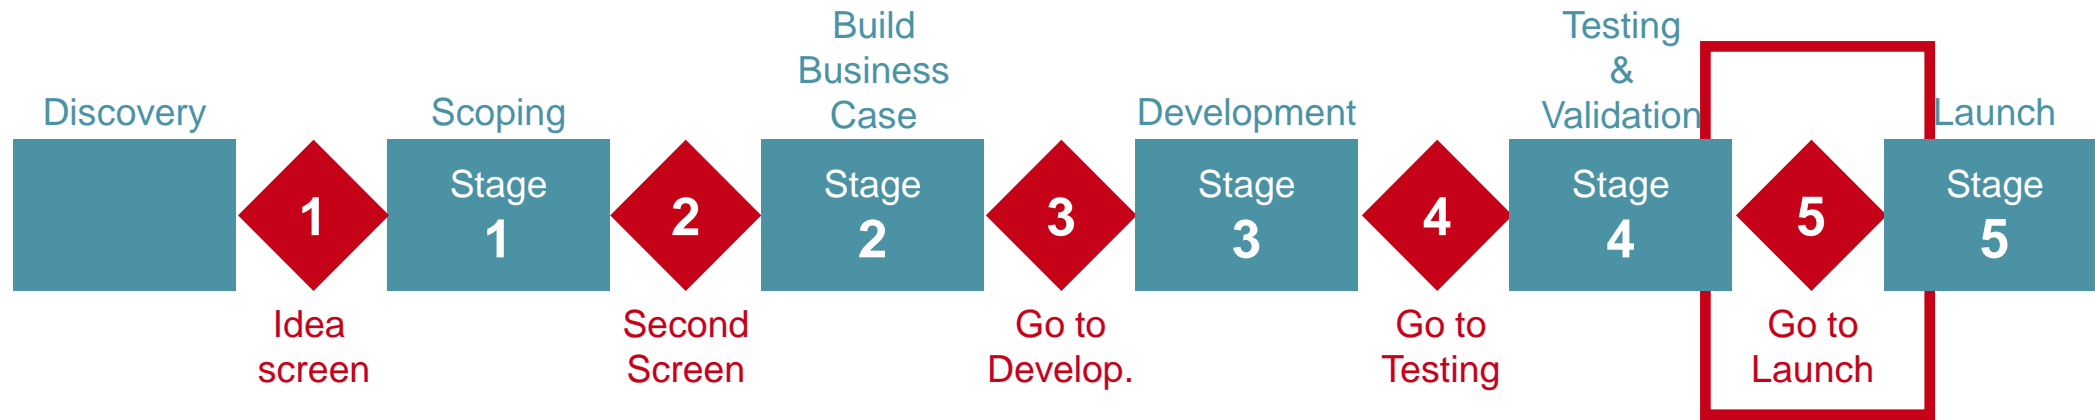 Discovery
1
Idea
screen
Scoping
Stage
1
2
Second
Screen
Build
Business
Case
Stage
2
3
Go to
Develop.
Development
Stage
3
4
Go to
Testing
Testing
&
Validation
Stage
4
5
Go to
Launch
Launch
Stage
5